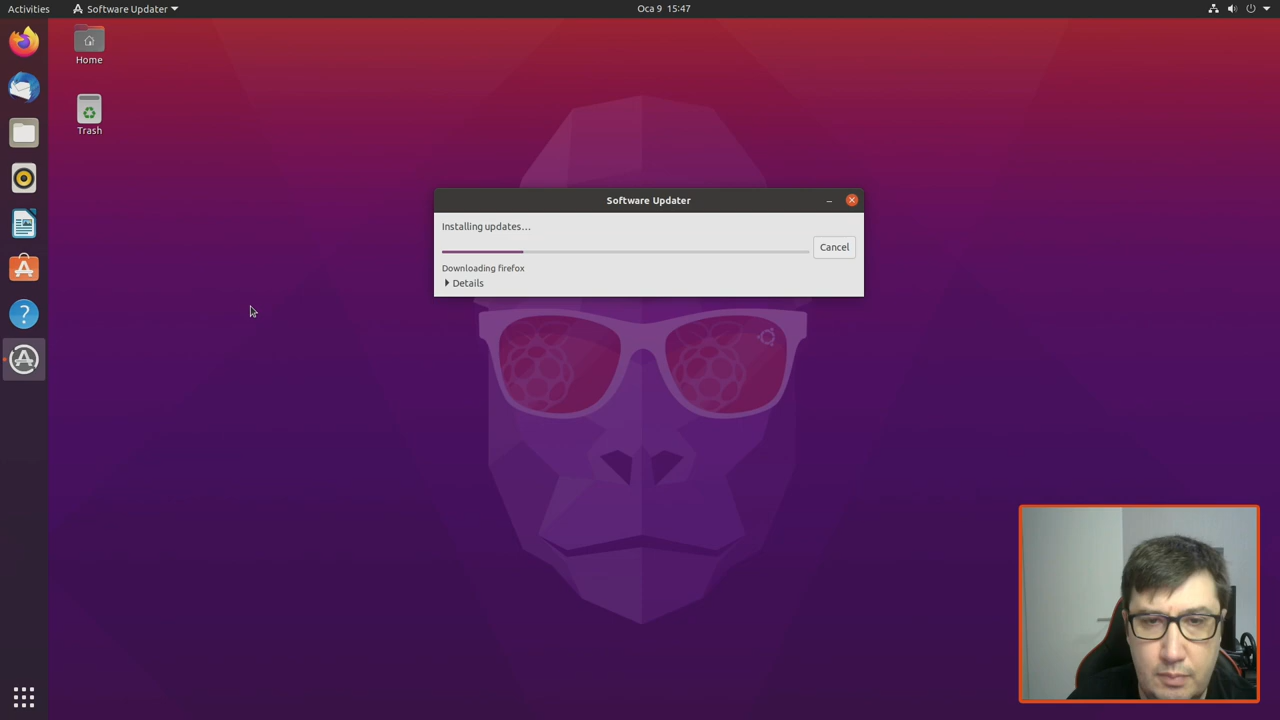 Activities
Software Updater
Oca 9 15:47
Home
Trash
Software Updater
Installing updates…
Cancel
Downloading firefox
Details